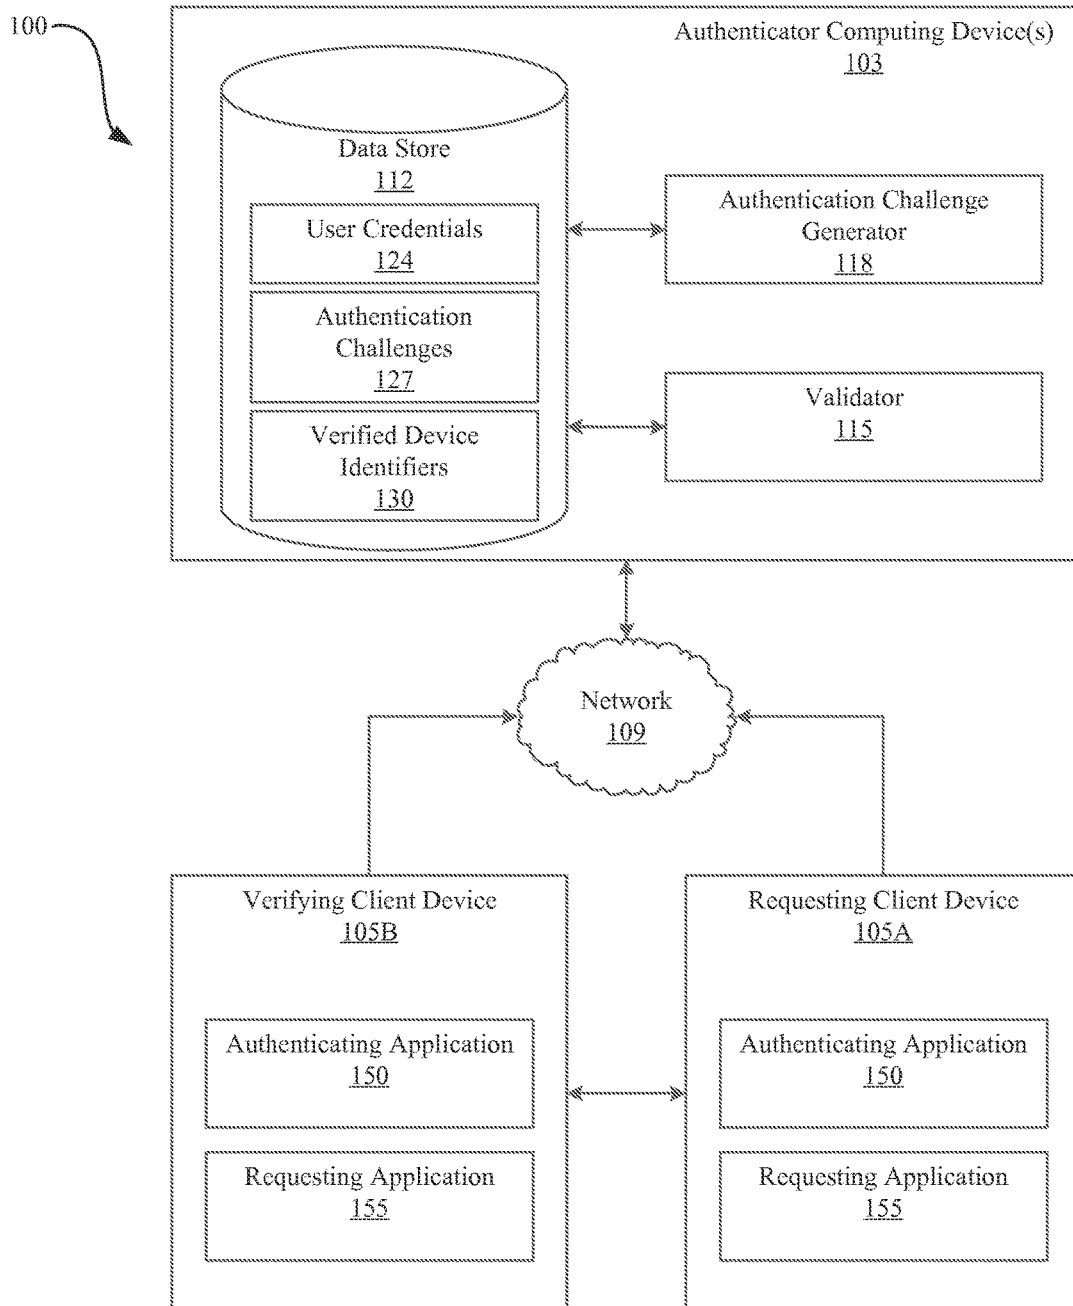 100
Authenticator Computing Device(s)
103
Data Store
112
User Credentials
124
Authentication
Challenges
127
Verified Device
Identifiers
130
Authentication Challenge
Generator
118
Validator
115
Network
109
Verifying Client Device
105B
Authenticating Application
150
Requesting Application
155
Requesting Client Device
105A
Authenticating Application
150
Requesting Application
155